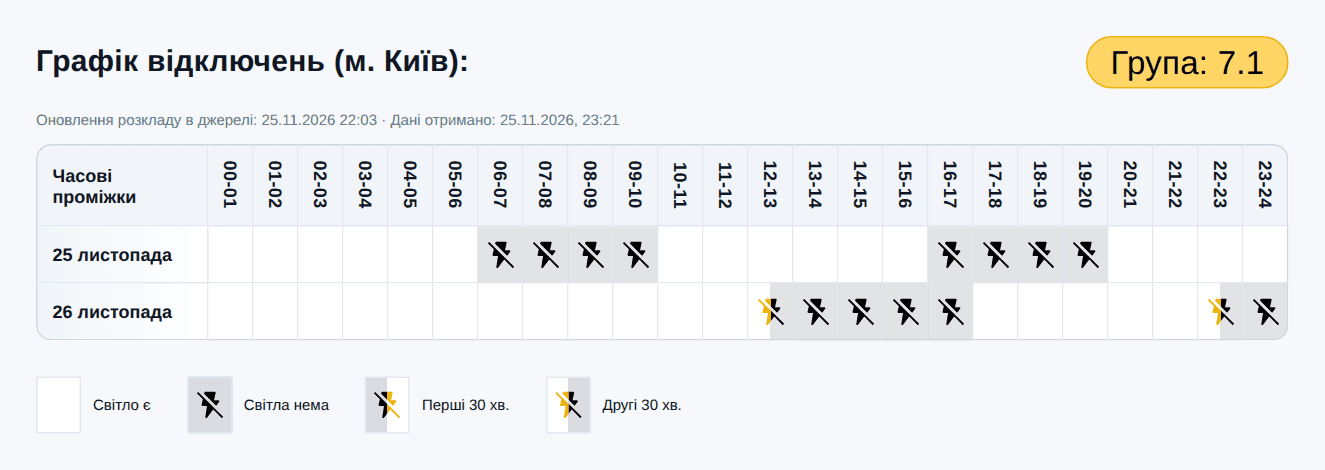 Графік відключень (м. Київ):
Група: 7.1
Оновлення розкладу в джерелі: 25.11.2026 22:03 · Дані отримано: 25.11.2026, 23:21
Часові
проміжки
00-01
01-02
02-03
03-04
04-05
05-06
06-07
07-08
08-09
09-10
10-11
11-12
12-13
13-14
14-15
15-16
16-17
17-18
18-19
19-20
20-21
21-22
22-23
23-24
25 листопада
26 листопада
Світло є
Світла нема
Перші 30 хв.
Другі 30 хв.